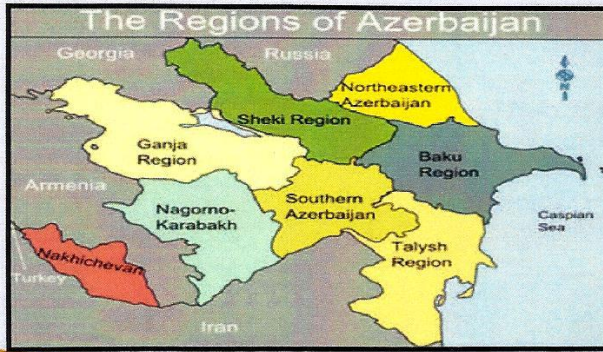 The Regions of Azerbaijan
Georgia
Russia
Northeastern
Azerbaijan
N
Sheki Region
Ganja
Region
Baku
Region
Armenia
Nagorno-
Karabakh
Southern
Azerbaijan
Caspian
Sea
Talysh
Region
Nakhichevan
Turkey
Iran